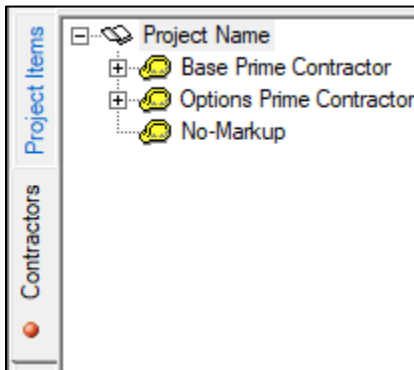 Project Items
Contractors
Project Name
Base Prime Contractor
Options Prime Contractor
No-Markup